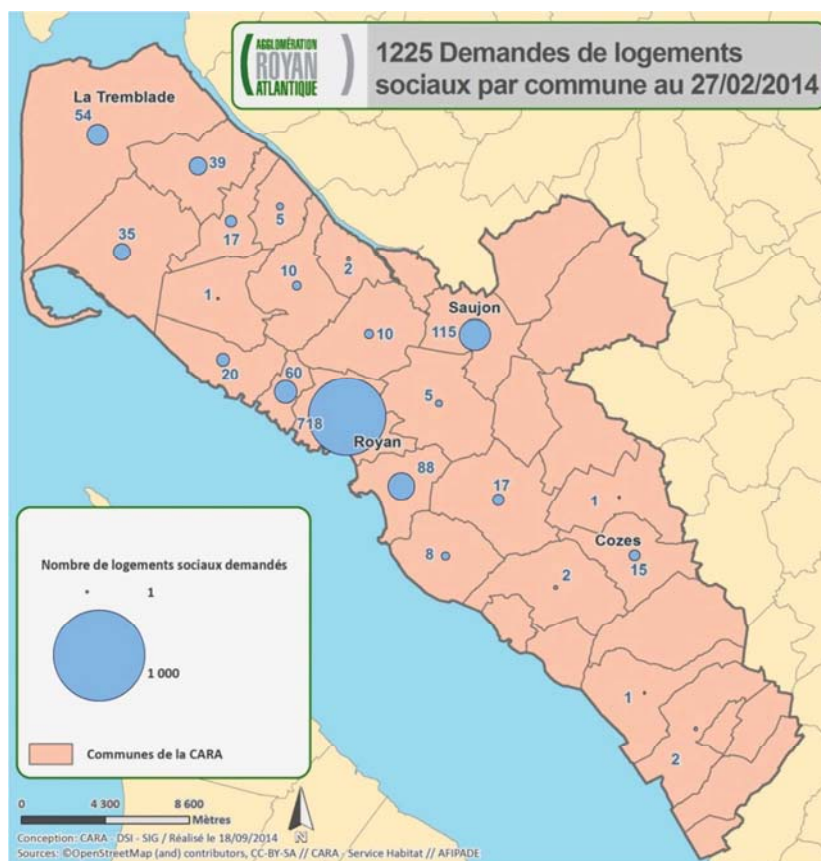 AGGLOMÉRATION
ROYAN
ATLANTIQUE
1225 Demandes de logements
sociaux par commune au 27/02/2014
La Tremblade
54
39
5
17
35
2
10
1
Saujon
115
10
20
60
5
718
Royan
88
17
1
Cozes
15
8
2
1
2
Nombre de logements sociaux demandés
1
1 000
Communes de la CARA
0 4 300 8 600
Mètres
N
Conception: CARA - DSI - SIG / Réalisé le 18/09/2014
Sources: ©OpenStreetMap (and) contributors, CC-BY-SA // CARA - Service Habitat // AFIPADE